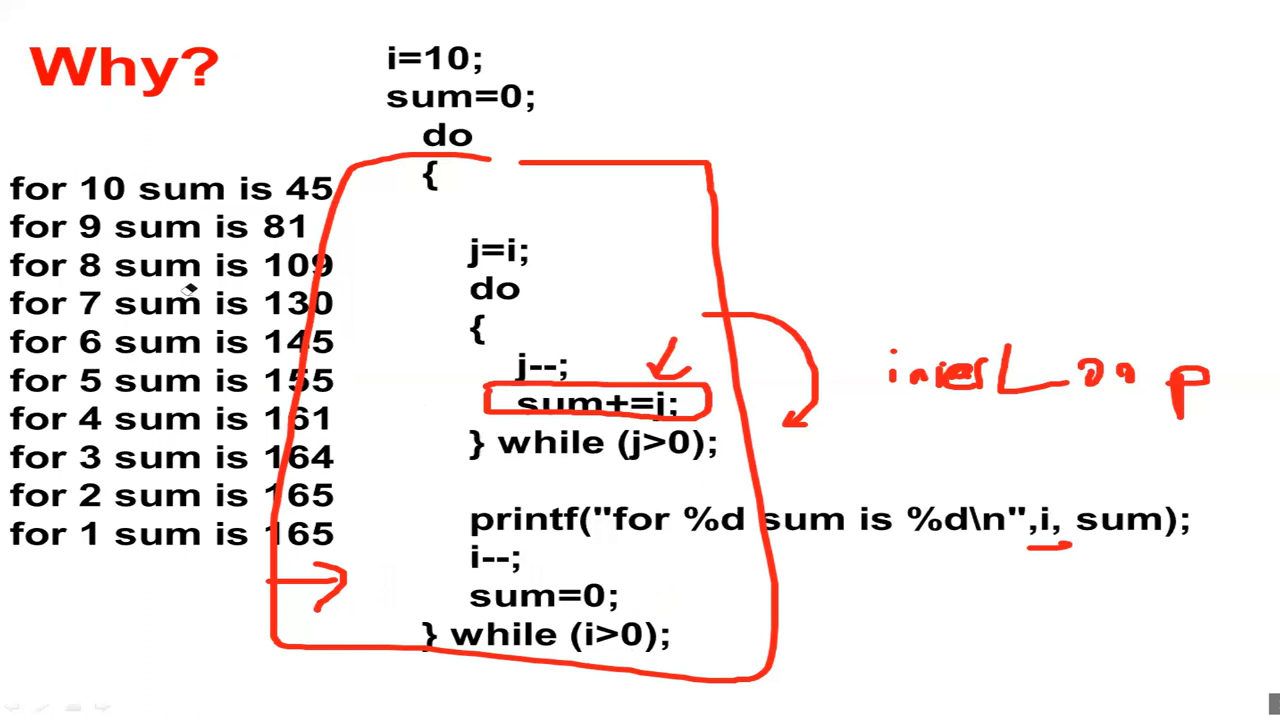 Why?
for 10 sum is 45
for 9 sum is 81
for 8 sum is 109
for 7 sum is 130
for 6 sum is 145
for 5 sum is 155
for 4 sum is 161
for 3 sum is 164
for 2 sum is 165
for 1 sum is 165
i=10;
sum=0;
do
{
j=i;
do
{
j--;
sum+=j;
} while (j>0);
printf("for %d sum is %d\n",i, sum);
i--;
sum=0;
} while (i>0);
inner Loop